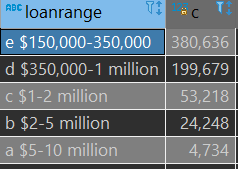 ABC loanrange c
e $150,000-350,000 380,636
d $350,000-1 million 199,679
c $1-2 million 53,218
b $2-5 million 24,248
a $5-10 million 4,734